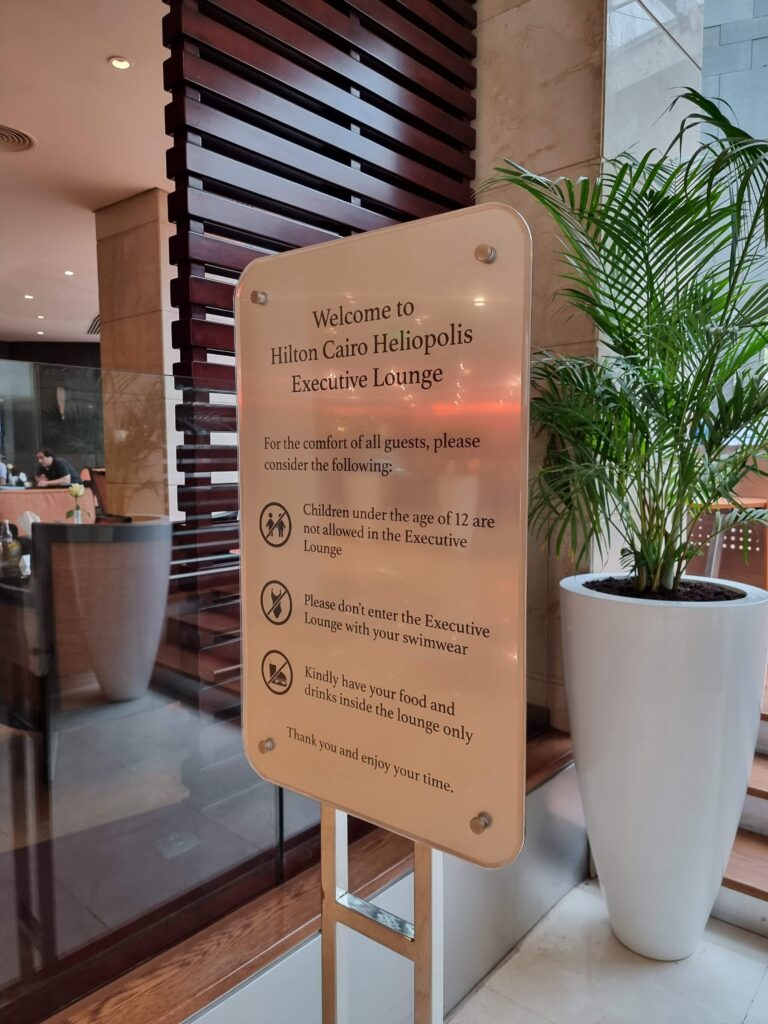 Welcome to
Hilton Cairo Heliopolis
Executive Lounge
For the comfort of all guests, please
consider the following:
Children under the age of 12 are
not allowed in the Executive
Lounge
Please don't enter the Executive
Lounge with your swimwear
Kindly have your food and
drinks inside the lounge only
Thank you and enjoy your time.